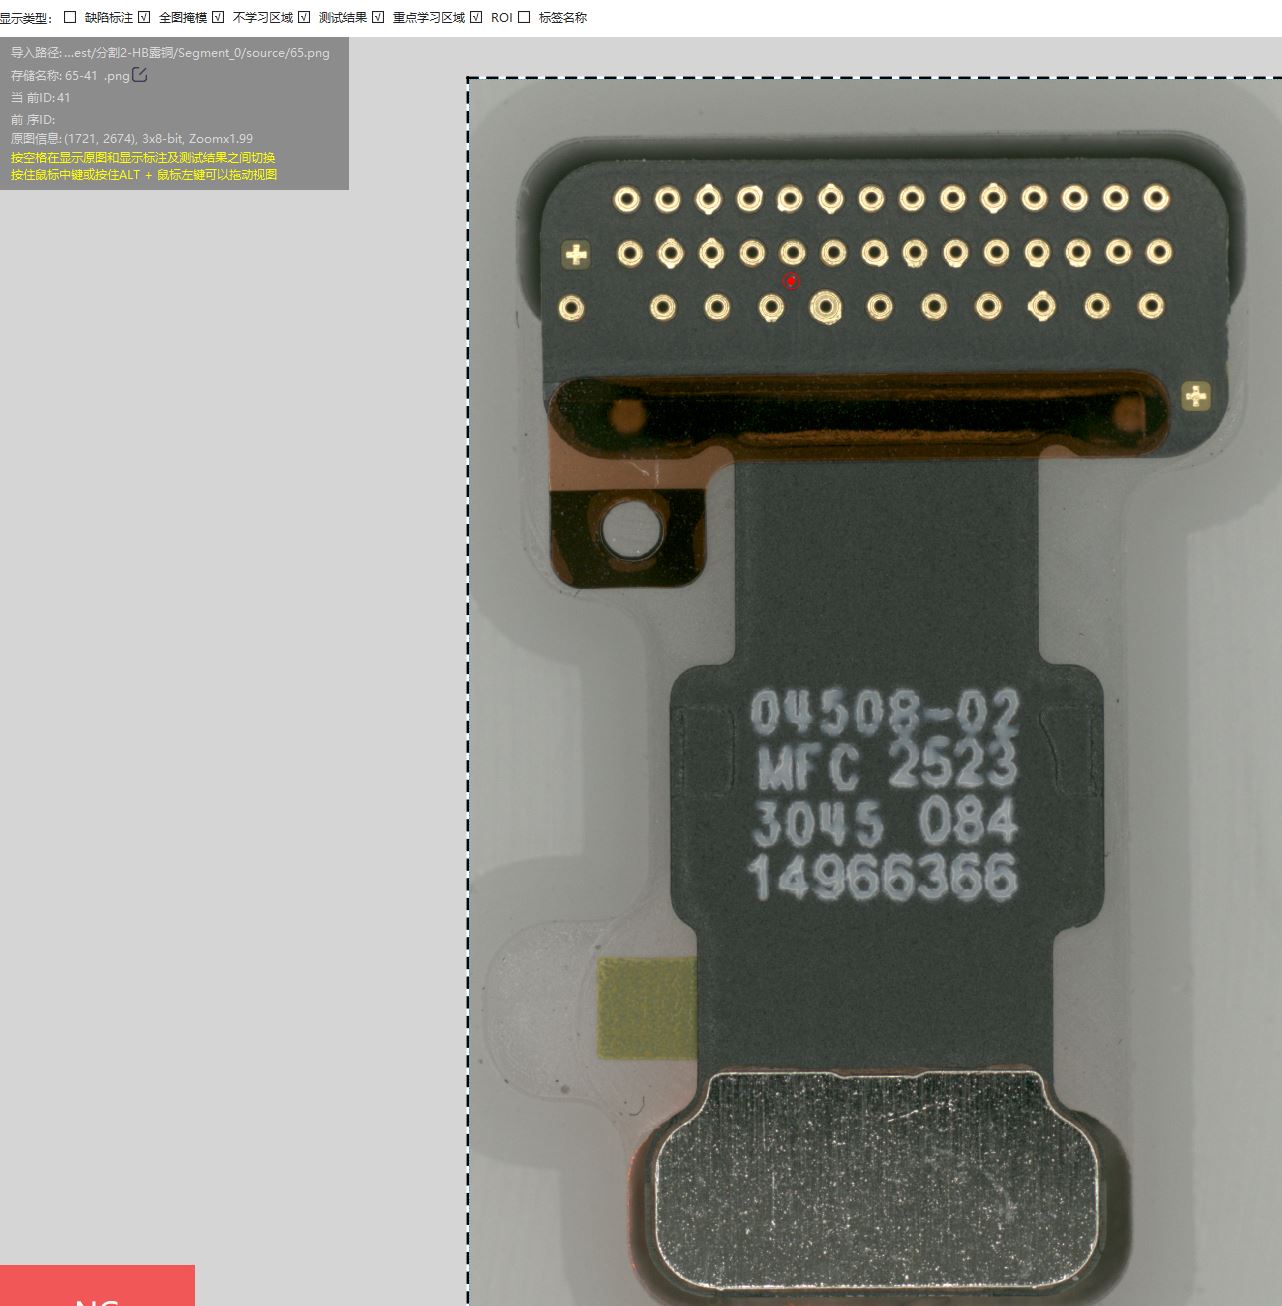 显示类型： 缺陷标注 √ 全图掩模 √ 不学习区域 √ 测试结果 √ 重点学习区域 √ ROI 标签名称
导入路径: ...est/分割2-HB露铜/Segment_0/source/65.png
存储名称: 65-41 .png
当 前ID: 41
前 序ID:
原图信息: (1721, 2674), 3x8-bit, Zoomx1.99
按空格在显示原图和显示标注及测试结果之间切换
按住鼠标中键或按住ALT + 鼠标左键可以拖动视图
04508-02
MFC 2523
3045 084
14966366
NG